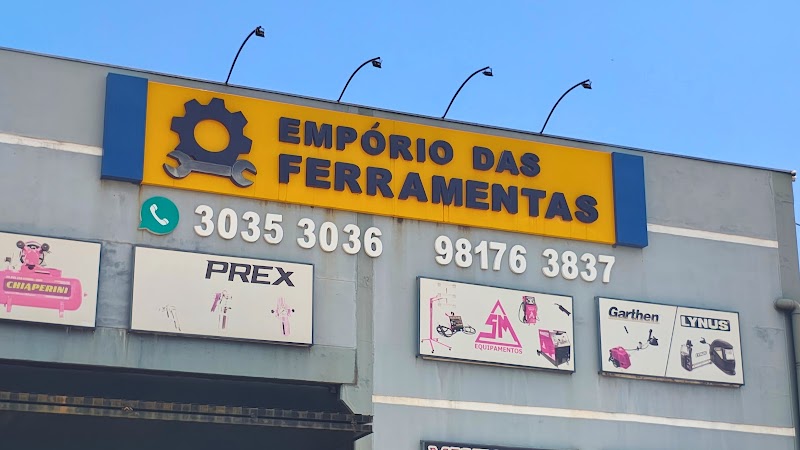 EMPÓRIO DAS
FERRAMENTAS
3035 3036 98176 3837
CHIAPERINI
PREX
SM
EQUIPAMENTOS
Garthen
LYNUS